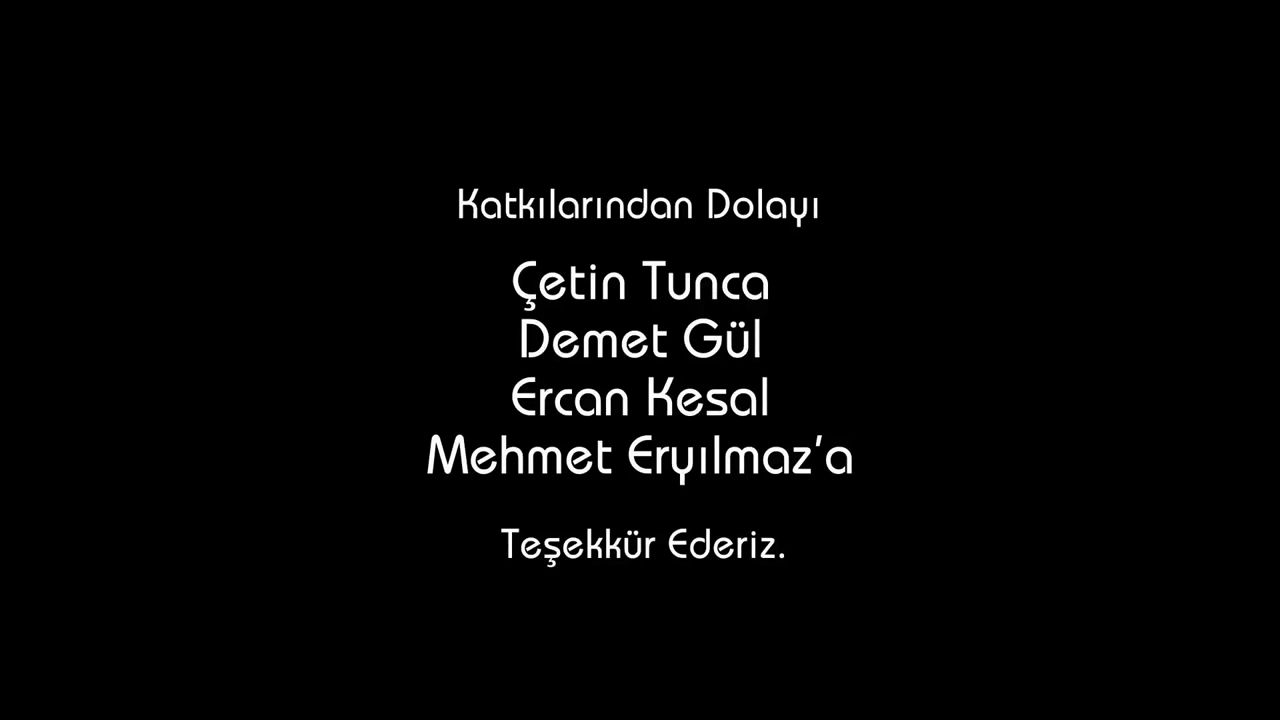 Katkılarından Dolayı
Çetin Tunca
Demet Gül
Ercan Kesal
Mehmet Eryılmaz'a
Teşekkür Ederiz.